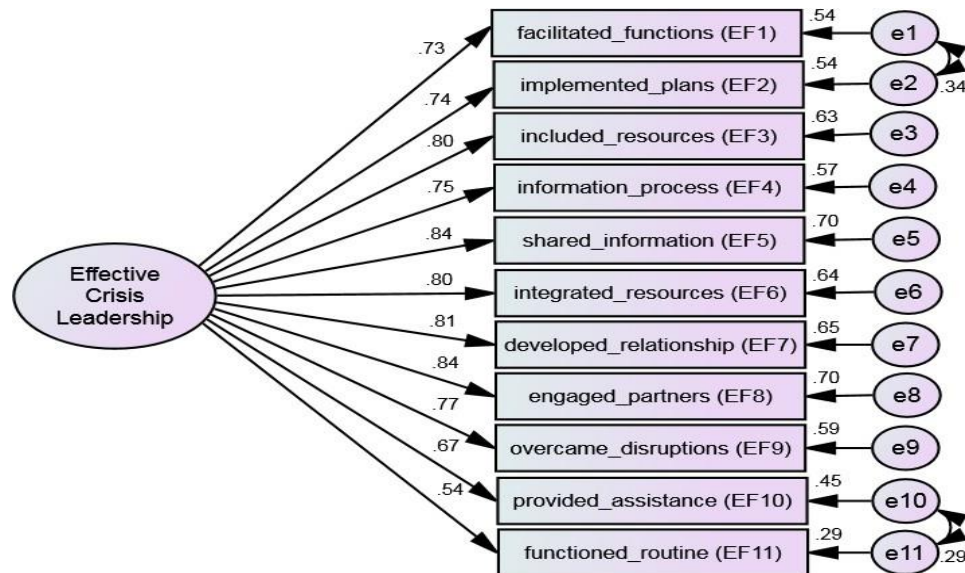 .54
facilitated_functions (EF1)
e1
.73
.54
implemented_plans (EF2)
e2
.34
.74
.63
included_resources (EF3)
e3
.80
.57
information_process (EF4)
e4
.75
.70
shared_information (EF5)
e5
.84
Effective
Crisis
Leadership
.64
integrated_resources (EF6)
e6
.80
.65
developed_relationship (EF7)
e7
.81
.70
engaged_partners (EF8)
e8
.84
.59
overcame_disruptions (EF9)
e9
.77
.45
provided_assistance (EF10)
e10
.67
.29
functioned_routine (EF11)
e11
.29
.54